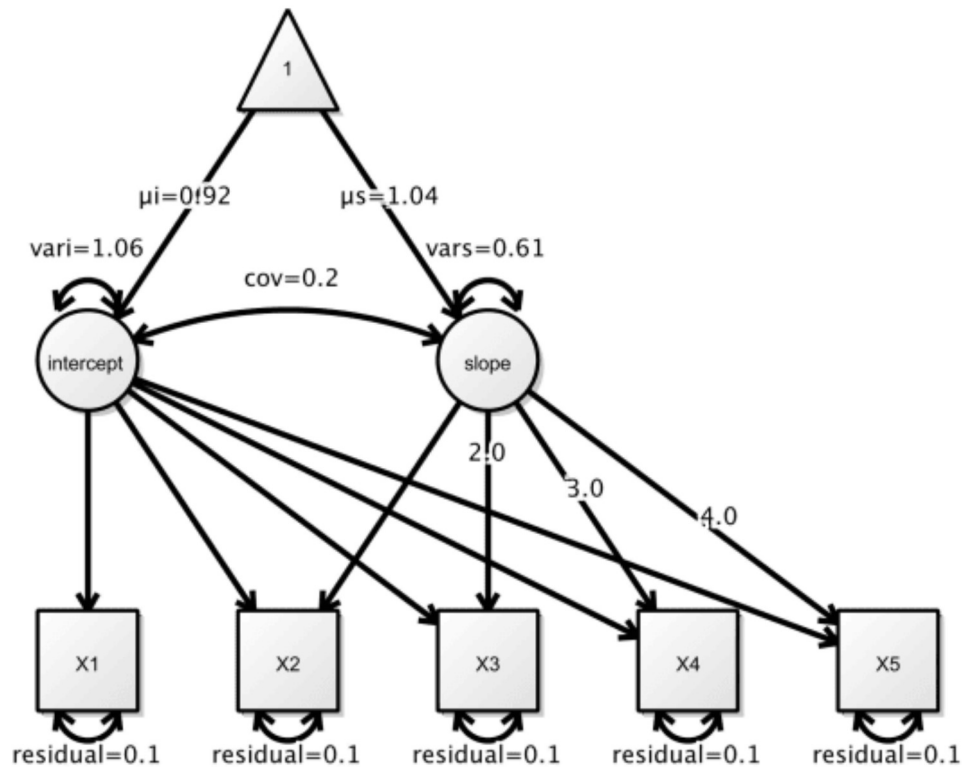 1
μi=0.92
μs=1.04
vari=1.06
vars=0.61
cov=0.2
intercept
slope
2.0
3.0
4.0
X1
X2
X3
X4
X5
residual=0.1
residual=0.1
residual=0.1
residual=0.1
residual=0.1